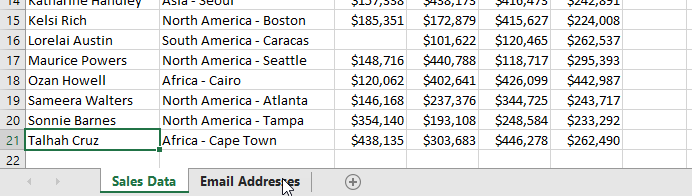 14 Katharine Handley Asia - Seoul $157,338 $438,173 $416,473 $242,891
15 Kelsi Rich North America - Boston $185,351 $172,879 $415,627 $224,008
16 Lorelai Austin South America - Caracas $101,622 $120,465 $262,537
17 Maurice Powers North America - Seattle $148,716 $440,788 $118,717 $295,393
18 Ozan Howell Africa - Cairo $120,062 $402,641 $426,099 $442,987
19 Sameera Walters North America - Atlanta $146,168 $237,376 $344,725 $243,717
20 Sonnie Barnes North America - Tampa $354,140 $193,108 $248,584 $233,292
21 Talhah Cruz Africa - Cape Town $438,135 $303,683 $446,278 $262,490
22
Sales Data Email Addresses